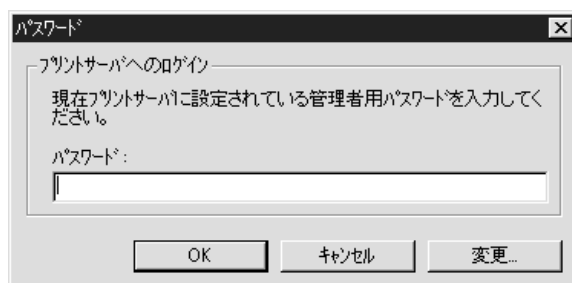 ﾊﾟｽﾜｰﾄﾞ
ﾌﾟﾘﾝﾄｻｰﾊﾞへのﾛｸﾞｲﾝ
現在ﾌﾟﾘﾝﾄｻｰﾊﾞに設定されている管理者用ﾊﾟｽﾜｰﾄﾞを入力してく
ださい。
ﾊﾟｽﾜｰﾄﾞ:
OK ｷｬﾝｾﾙ 変更...